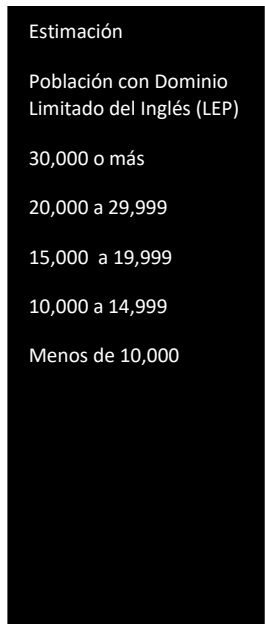 Estimación
Población con Dominio
Limitado del Inglés (LEP)
30,000 o más
20,000 a 29,999
15,000  a 19,999
10,000 a 14,999
Menos de 10,000